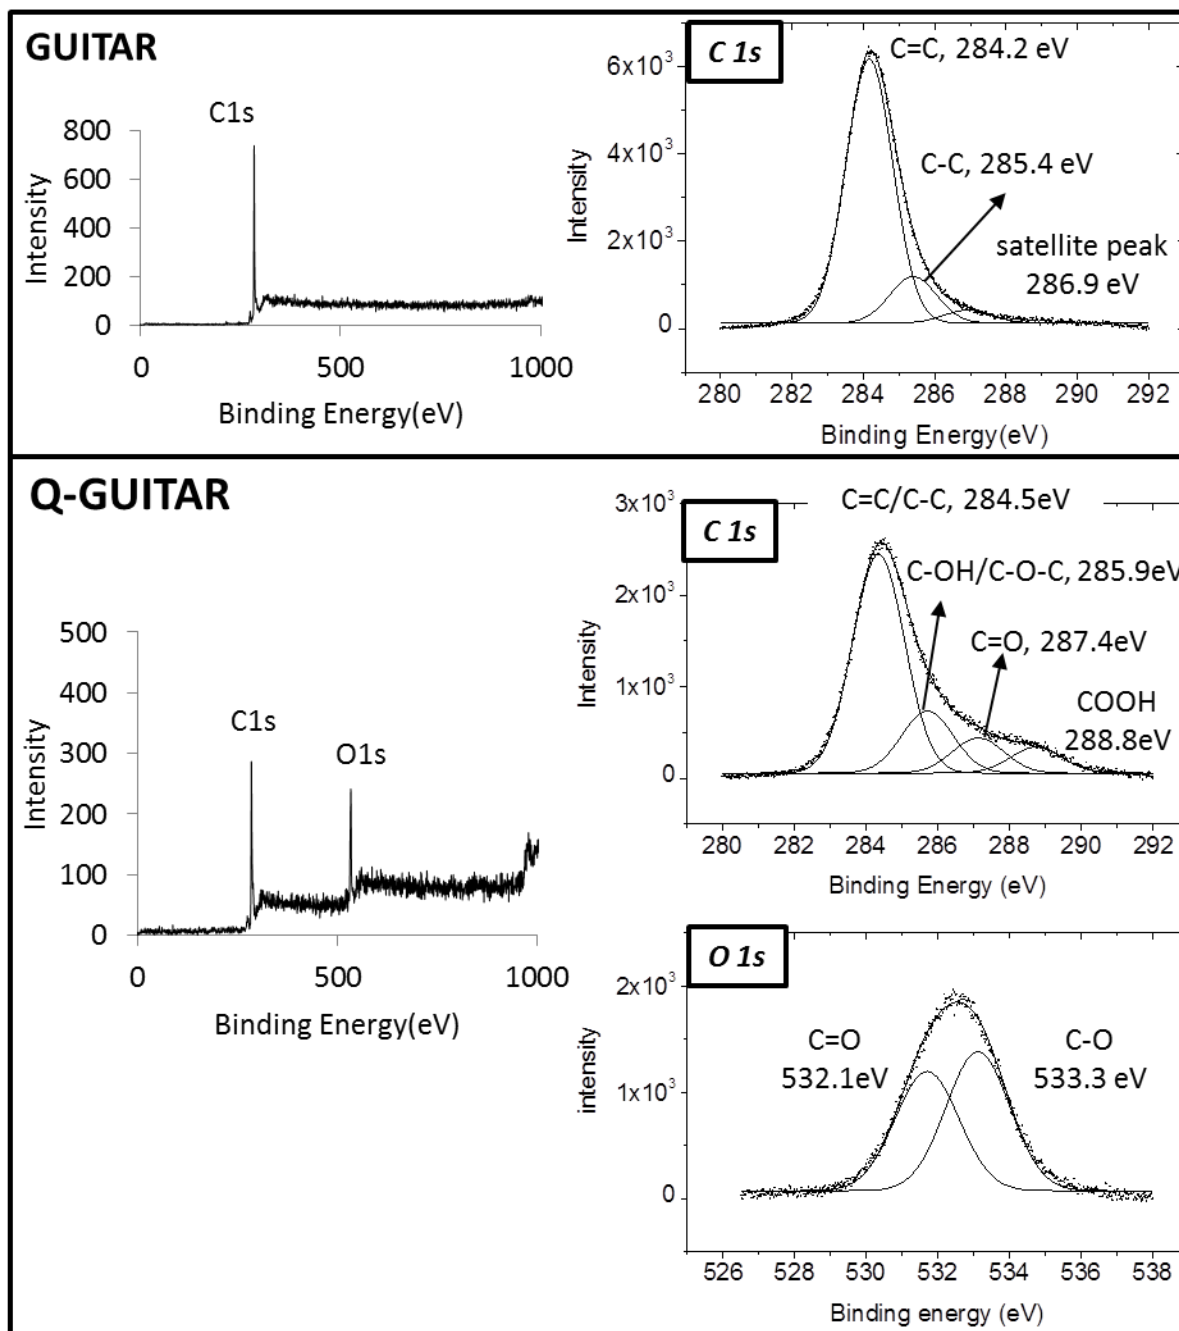 GUITAR
C1s
800
600
400
200
0
Intensity
0 500 1000
Binding Energy(eV)
C 1s
C=C, 284.2 eV
C-C, 285.4 eV
satellite peak
286.9 eV
6x10³
4x10³
2x10³
0
Intensity
280 282 284 286 288 290 292
Binding Energy(eV)
Q-GUITAR
500
400
300
200
100
0
C1s
O1s
Intensity
0 500 1000
Binding Energy(eV)
C 1s
C=C/C-C, 284.5eV
C-OH/C-O-C, 285.9eV
C=O, 287.4eV
COOH
288.8eV
3x10³
2x10³
1x10³
0
Intensity
280 282 284 286 288 290 292
Binding Energy (eV)
O 1s
C=O
532.1eV
C-O
533.3 eV
2x10³
1x10³
0
intensity
526 528 530 532 534 536 538
Binding energy (eV)